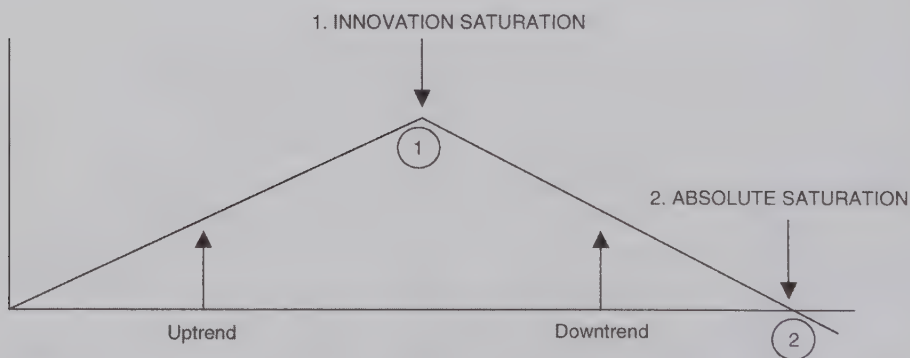 1. INNOVATION SATURATION
1
2. ABSOLUTE SATURATION
Uptrend
Downtrend
2